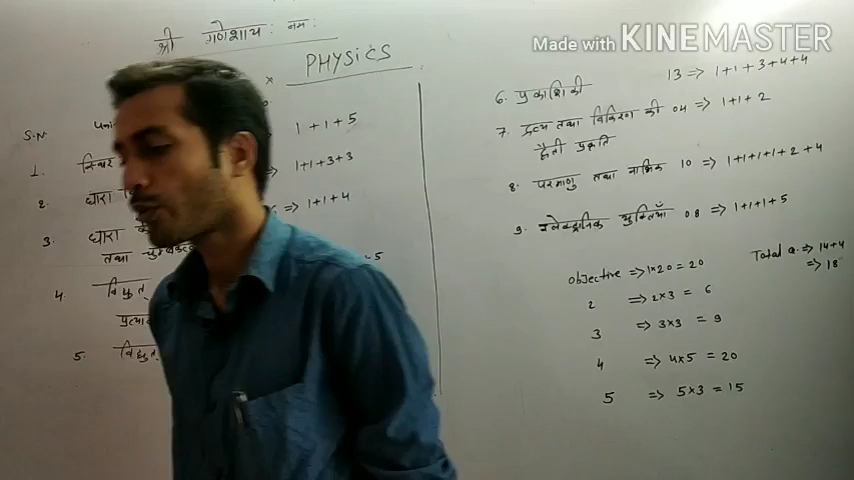 Made with KINEMASTER
श्री गणेशाय: नम:
PHYSICS
S.N.
1 + 1 + 5
1.
1+1+3+3
2. धारा
=> 1+1+4
3. धारा
तथा
4. विद्युत
5. विद्युत
6. प्रकाशिकी 13 => 1+1+3+4+4
7. द्रव्य तथा विकिरण की 04 => 1+1+2
द्वैती प्रकृति
8. परमाणु तथा नाभिक 10 => 1+1+1+1+2+4
9. इलेक्ट्रनिक युक्तियाँ 08 => 1+1+1+5
objective => 1×20 = 20
2 => 2×3 = 6
3 => 3×3 = 9
4 => 4×5 = 20
5 => 5×3 = 15
Total Q. => 14+4
=> 18